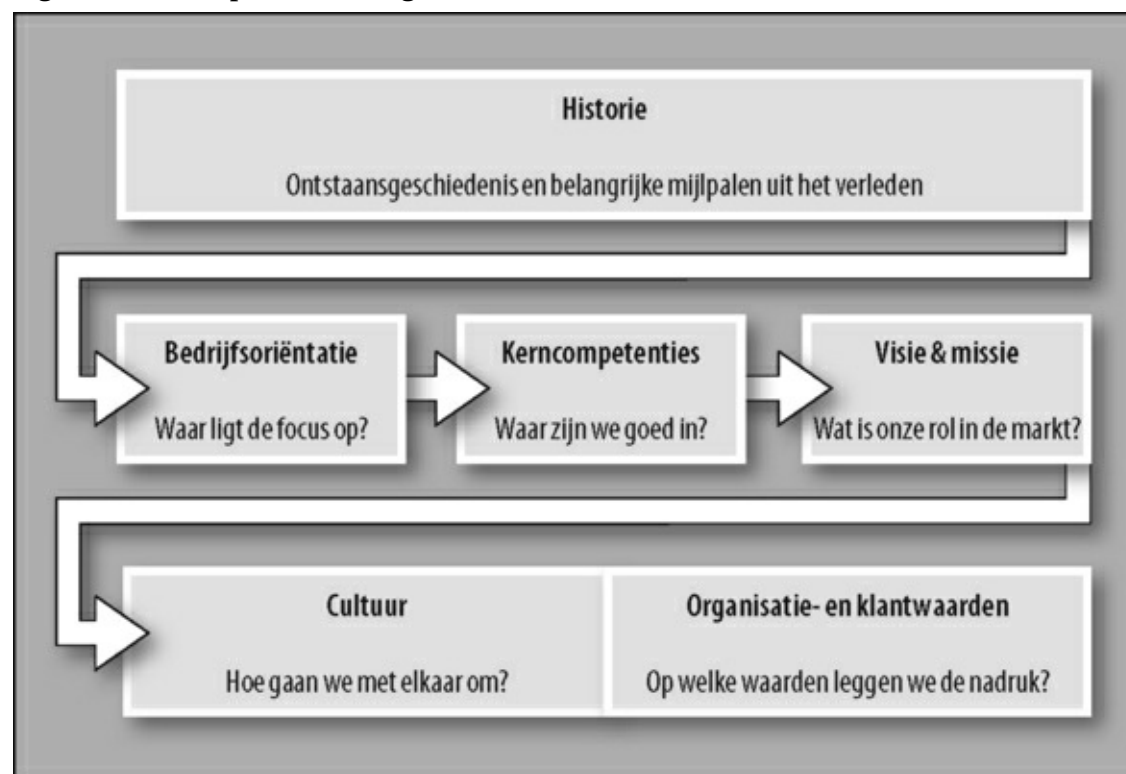 Historie
Ontstaansgeschiedenis en belangrijke mijlpalen uit het verleden
Bedrijfsoriëntatie
Waar ligt de focus op?
Kerncompetenties
Waar zijn we goed in?
Visie & missie
Wat is onze rol in de markt?
Cultuur
Hoe gaan we met elkaar om?
Organisatie- en klantwaarden
Op welke waarden leggen we de nadruk?